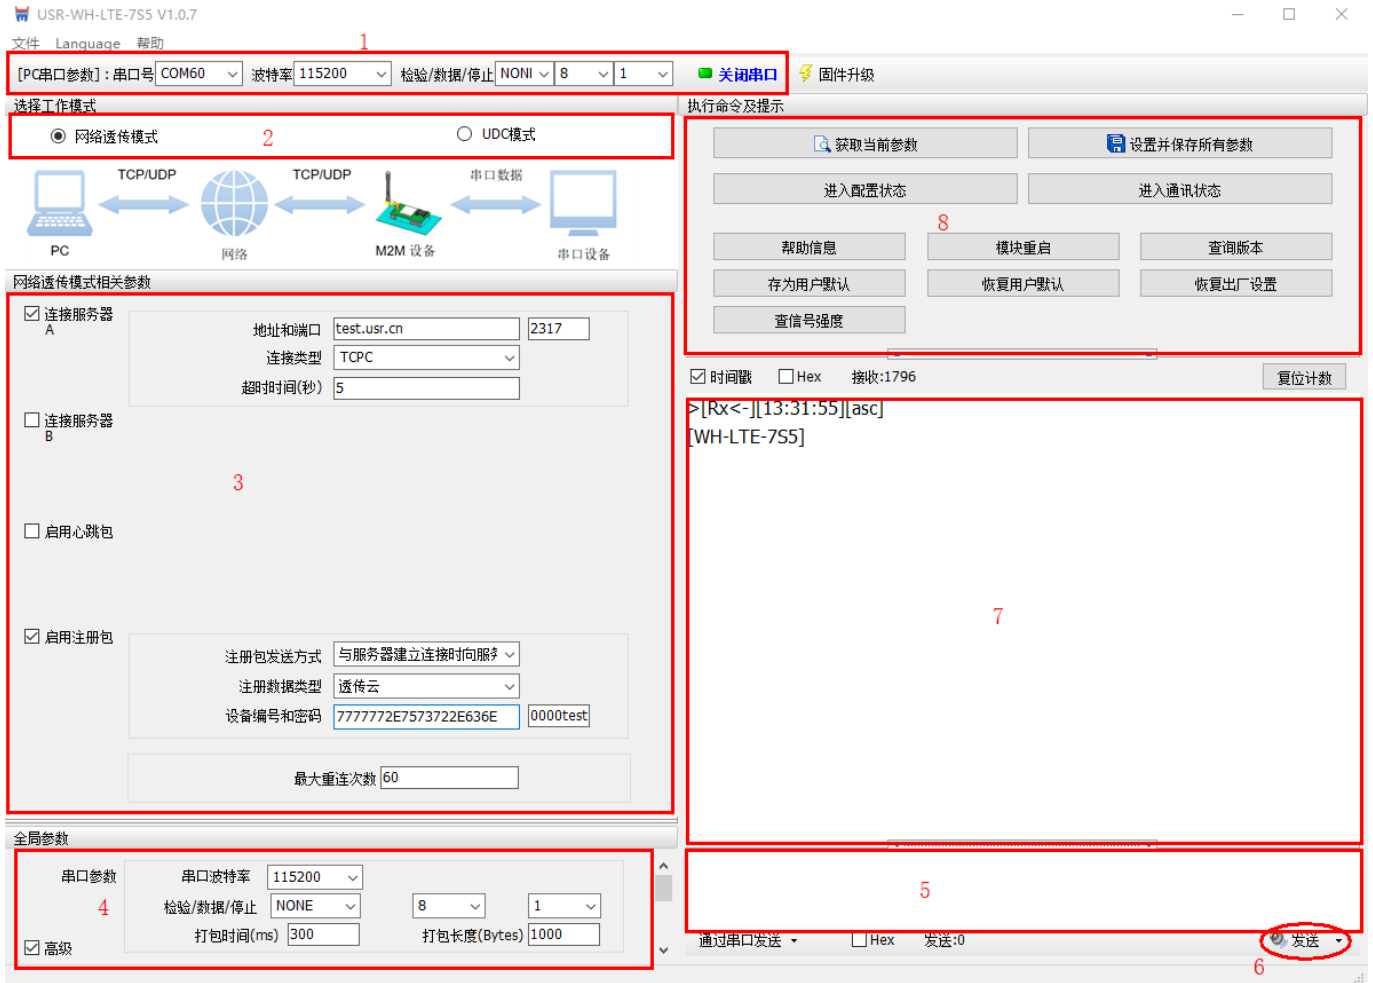 USR-WH-LTE-7S5 V1.0.7
文件 Language 帮助
1
[PC串口参数]：串口号 COM60 波特率 115200 检验/数据/停止 NONI 8 1 关闭串口 固件升级
选择工作模式
网络透传模式 2 UDC模式
TCP/UDP TCP/UDP 串口数据
PC 网络 M2M 设备 串口设备
网络透传模式相关参数
连接服务器
A
地址和端口 test.usr.cn 2317
连接类型 TCPC
超时时间(秒) 5
连接服务器
B
3
启用心跳包
启用注册包
注册包发送方式 与服务器建立连接时向服务
注册数据类型 透传云
设备编号和密码 7777772E7573722E636E 0000test
最大重连次数 60
全局参数
串口参数 串口波特率 115200
4 检验/数据/停止 NONE 8 1
打包时间(ms) 300 打包长度(Bytes) 1000
高级
执行命令及提示
获取当前参数 设置并保存所有参数
进入配置状态 进入通讯状态
8
帮助信息 模块重启 查询版本
存为用户默认 恢复用户默认 恢复出厂设置
查信号强度
时间戳 Hex 接收:1796 复位计数
>[Rx<-][13:31:55][asc]
[WH-LTE-7S5]
7
5
通过串口发送 Hex 发送:0 发送
6